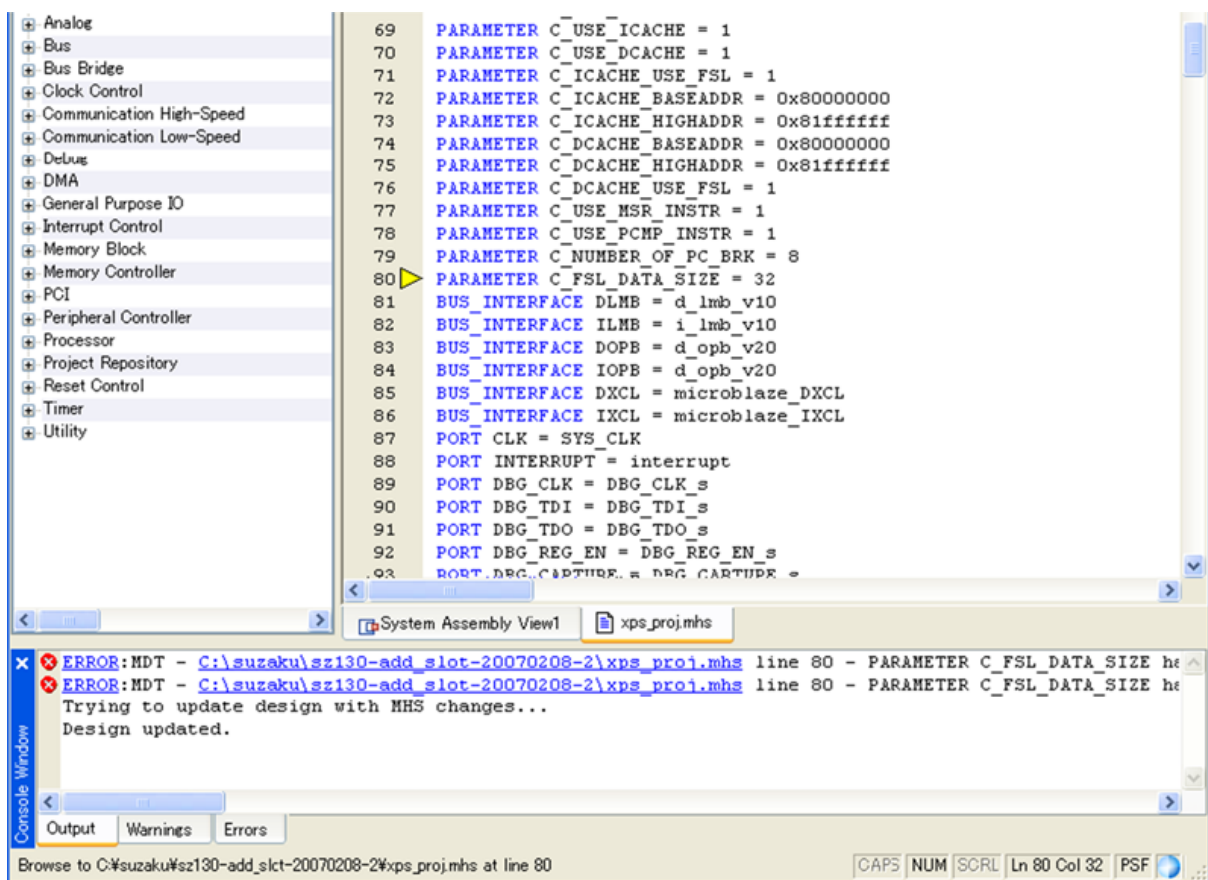 Analog
Bus
Bus Bridge
Clock Control
Communication High-Speed
Communication Low-Speed
Debug
DMA
General Purpose IO
Interrupt Control
Memory Block
Memory Controller
PCI
Peripheral Controller
Processor
Project Repository
Reset Control
Timer
Utility
69 PARAMETER C_USE_ICACHE = 1
70 PARAMETER C_USE_DCACHE = 1
71 PARAMETER C_ICACHE_USE_FSL = 1
72 PARAMETER C_ICACHE_BASEADDR = 0x80000000
73 PARAMETER C_ICACHE_HIGHADDR = 0x81ffffff
74 PARAMETER C_DCACHE_BASEADDR = 0x80000000
75 PARAMETER C_DCACHE_HIGHADDR = 0x81ffffff
76 PARAMETER C_DCACHE_USE_FSL = 1
77 PARAMETER C_USE_MSR_INSTR = 1
78 PARAMETER C_USE_PCMP_INSTR = 1
79 PARAMETER C_NUMBER_OF_PC_BRK = 8
80 PARAMETER C_FSL_DATA_SIZE = 32
81 BUS_INTERFACE DLMB = d_lmb_v10
82 BUS_INTERFACE ILMB = i_lmb_v10
83 BUS_INTERFACE DOPB = d_opb_v20
84 BUS_INTERFACE IOPB = d_opb_v20
85 BUS_INTERFACE DXCL = microblaze_DXCL
86 BUS_INTERFACE IXCL = microblaze_IXCL
87 PORT CLK = SYS_CLK
88 PORT INTERRUPT = interrupt
89 PORT DBG_CLK = DBG_CLK_s
90 PORT DBG_TDI = DBG_TDI_s
91 PORT DBG_TDO = DBG_TDO_s
92 PORT DBG_REG_EN = DBG_REG_EN_s
93 PORT DBG_CAPTURE = DBG_CAPTURE_s
System Assembly View1 xps_proj.mhs
ERROR:MDT - C:\suzaku\sz130-add_slot-20070208-2\xps_proj.mhs line 80 - PARAMETER C_FSL_DATA_SIZE ha
ERROR:MDT - C:\suzaku\sz130-add_slot-20070208-2\xps_proj.mhs line 80 - PARAMETER C_FSL_DATA_SIZE ha
Trying to update design with MHS changes...
Design updated.
Console Window
Output Warnings Errors
Browse to C:¥suzaku¥sz130-add_slct-20070208-2¥xps_proj.mhs at line 80 CAPS NUM SCRL Ln 80 Col 32 PSF